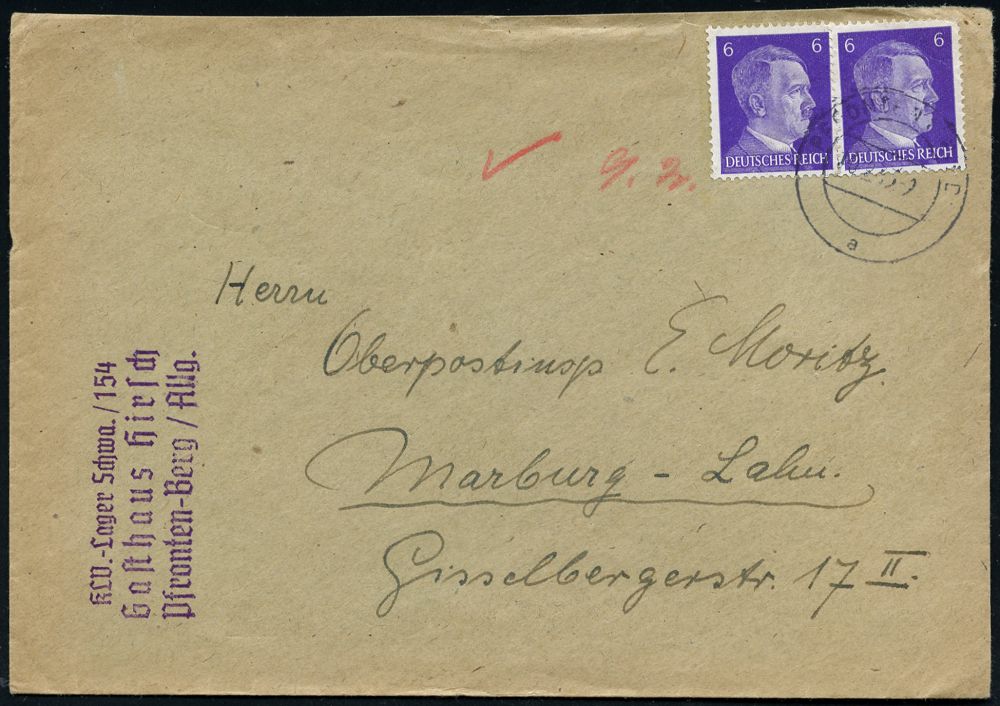 6 6 6 6
DEUTSCHES REICH DEUTSCHES REICH
a
Herrn
Oberpostinsp E. Moritz
Marburg - Lahn.
Gisselbergerstr. 17 II.
KLV.-Lager Schwa. / 154
Gasthaus Hirsch
Pfronten-Berg / Allg.